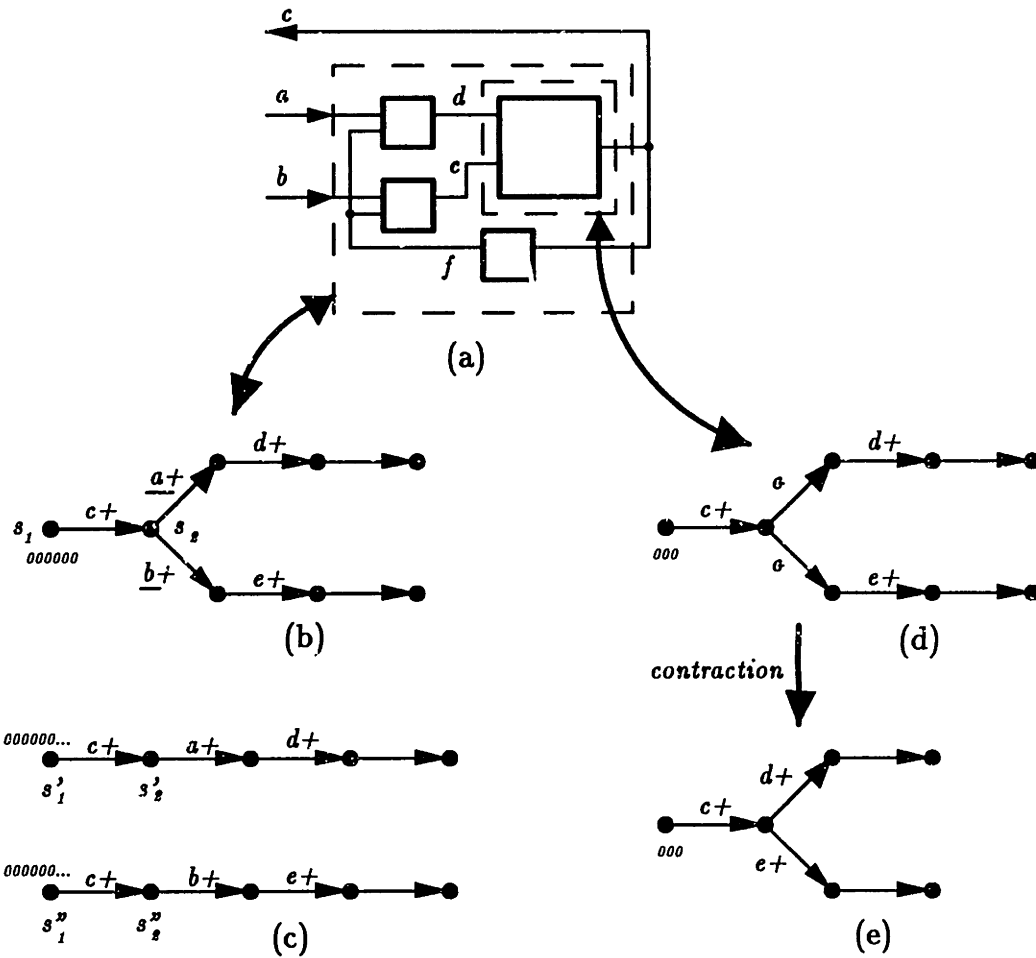 c
a
d
b
c
f
(a)
d+
a+
s₁
c+
s₂
000000
b+
e+
(b)
d+
c+
000
e+
(d)
contraction
000000...
c+
a+
d+
s'₁
s'₂
d+
c+
000
e+
000000...
c+
b+
e+
s"₁
s"₂
(c)
(e)